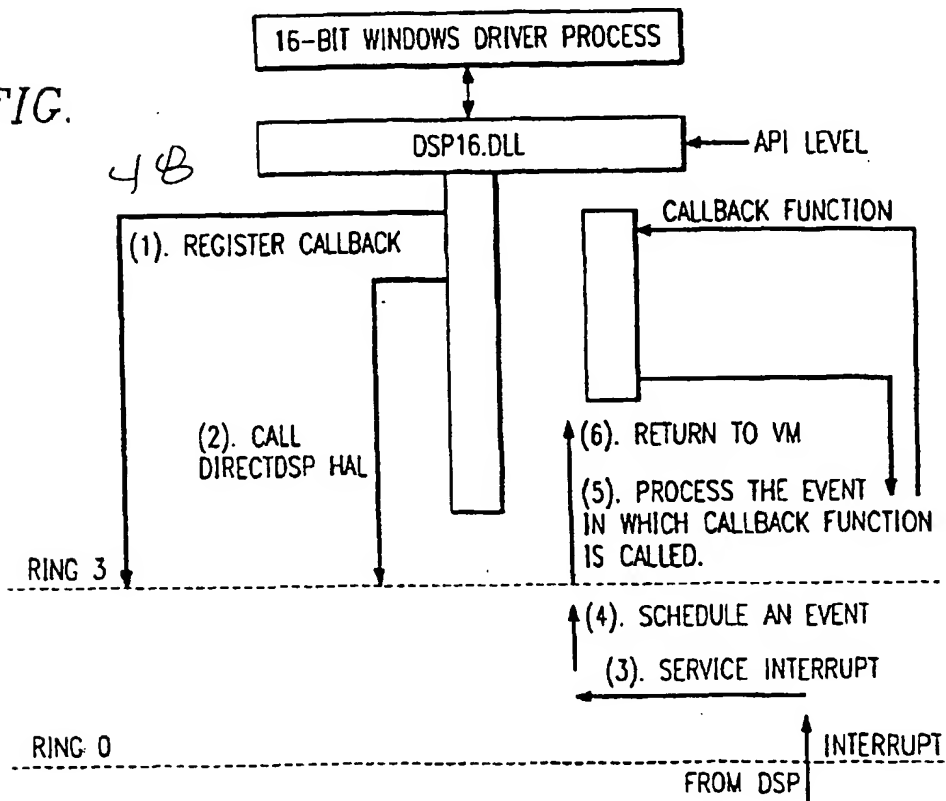 16-BIT WINDOWS DRIVER PROCESS
FIG.
48
DSP16.DLL
API LEVEL
CALLBACK FUNCTION
(1). REGISTER CALLBACK
(2). CALL
DIRECTDSP HAL
(6). RETURN TO VM
(5). PROCESS THE EVENT
IN WHICH CALLBACK FUNCTION
IS CALLED.
RING 3
(4). SCHEDULE AN EVENT
(3). SERVICE INTERRUPT
RING 0
INTERRUPT
FROM DSP